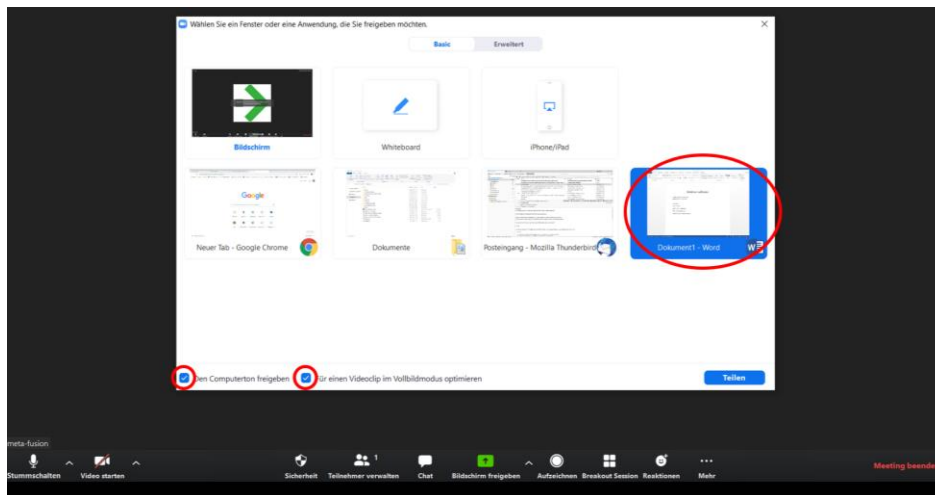 Wählen Sie ein Fenster oder eine Anwendung, die Sie freigeben möchten.
Basic
Erweitert
Bildschirm
Whiteboard
iPhone/iPad
Google
Neuer Tab - Google Chrome
Dokumente
Posteingang - Mozilla Thunderbird
Dokument1 - Word
W
Den Computerton freigeben
Für einen Videoclip im Vollbildmodus optimieren
Teilen
meta-fusion
1
Stummschalten
Video starten
Sicherheit
Teilnehmer verwalten
Chat
Bildschirm freigeben
Aufzeichnen
Breakout Session
Reaktionen
Mehr
Meeting beende